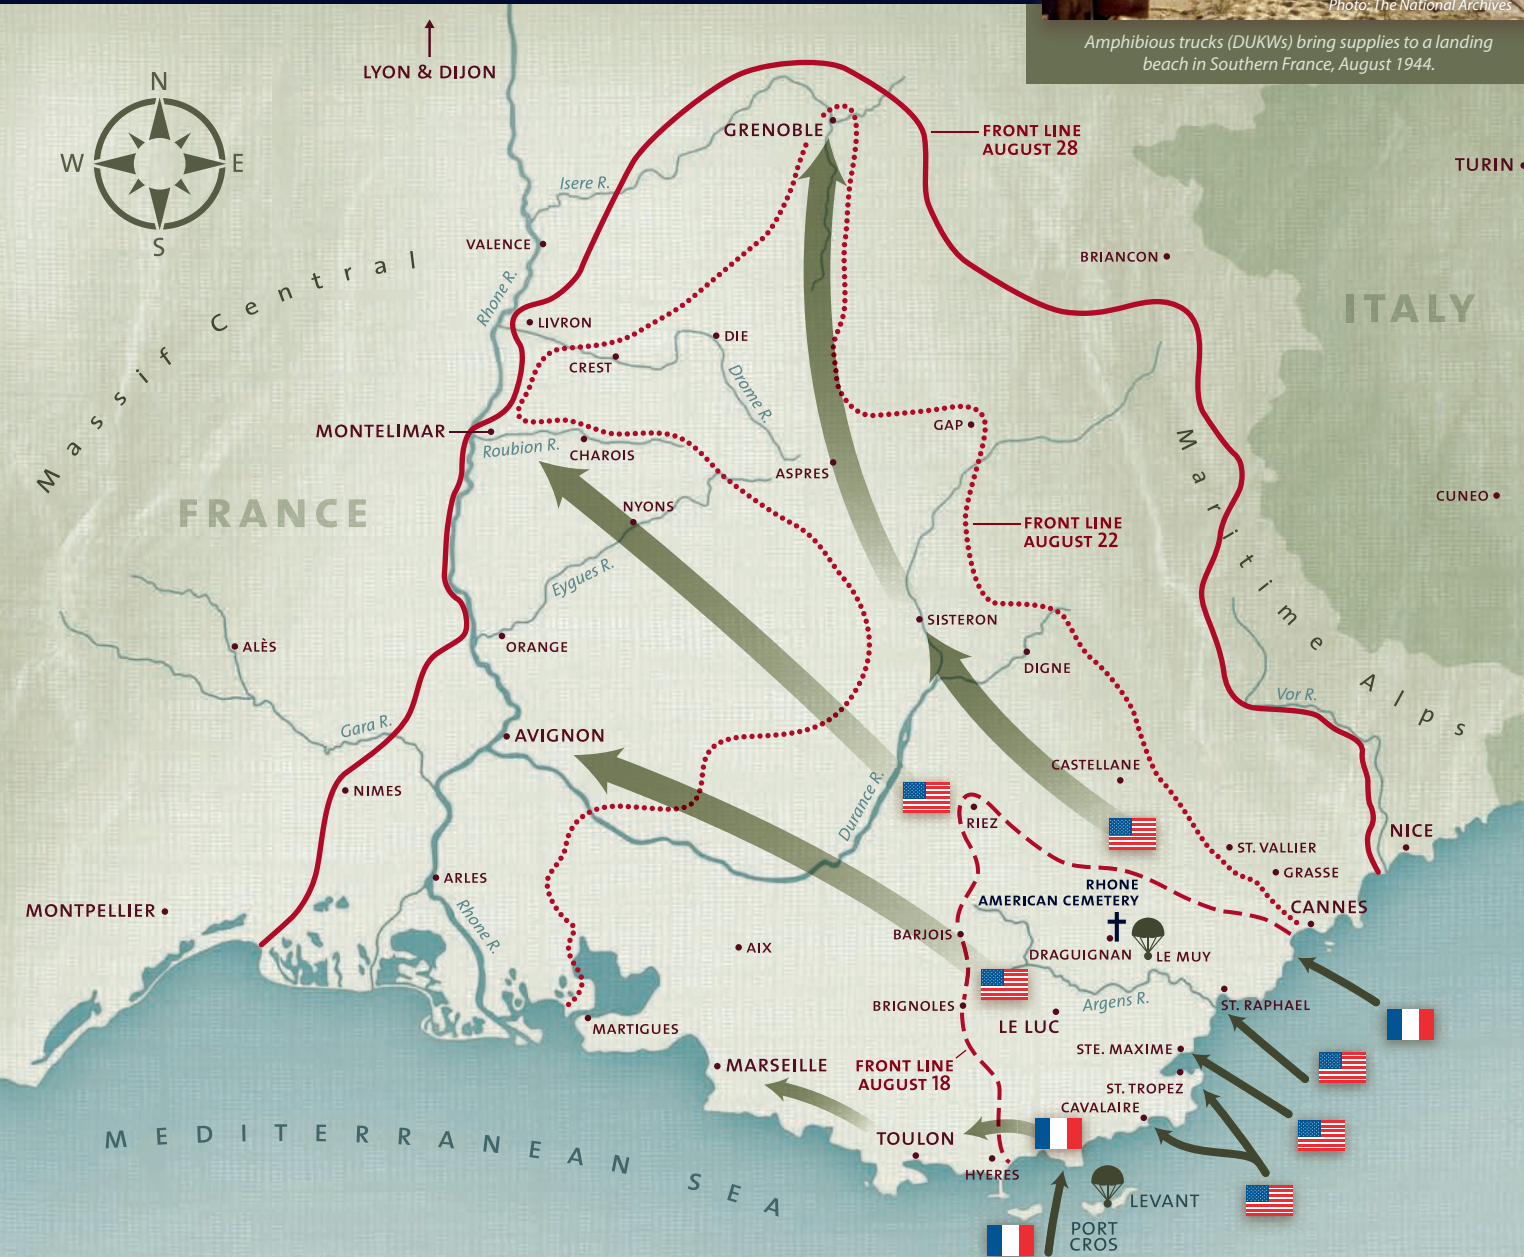 Photo: The National Archives
Amphibious trucks (DUKWs) bring supplies to a landing
beach in Southern France, August 1944.
LYON & DIJON
N
W
E
S
GRENOBLE
FRONT LINE
AUGUST 28
TURIN
Isere R.
VALENCE
BRIANCON
Massif Central
Rhone R.
ITALY
LIVRON
DIE
CREST
Drome R.
MONTELIMAR
Roubion R.
CHAROIS
GAP
ASPRES
Maritime Alps
CUNEO
FRANCE
NYONS
FRONT LINE
AUGUST 22
Eygues R.
SISTERON
ORANGE
ALÈS
DIGNE
Vor R.
Gara R.
AVIGNON
CASTELLANE
NIMES
Durance R.
RIEZ
NICE
ST. VALLIER
GRASSE
ARLES
RHONE
AMERICAN CEMETERY
CANNES
MONTPELLIER
Rhone R.
BARJOIS
AIX
DRAGUIGNAN
LE MUY
BRIGNOLES
Argens R.
ST. RAPHAEL
LE LUC
MARTIGUES
STE. MAXIME
MARSEILLE
FRONT LINE
AUGUST 18
ST. TROPEZ
CAVALAIRE
MEDITERRANEAN SEA
TOULON
HYERES
LEVANT
PORT
CROS